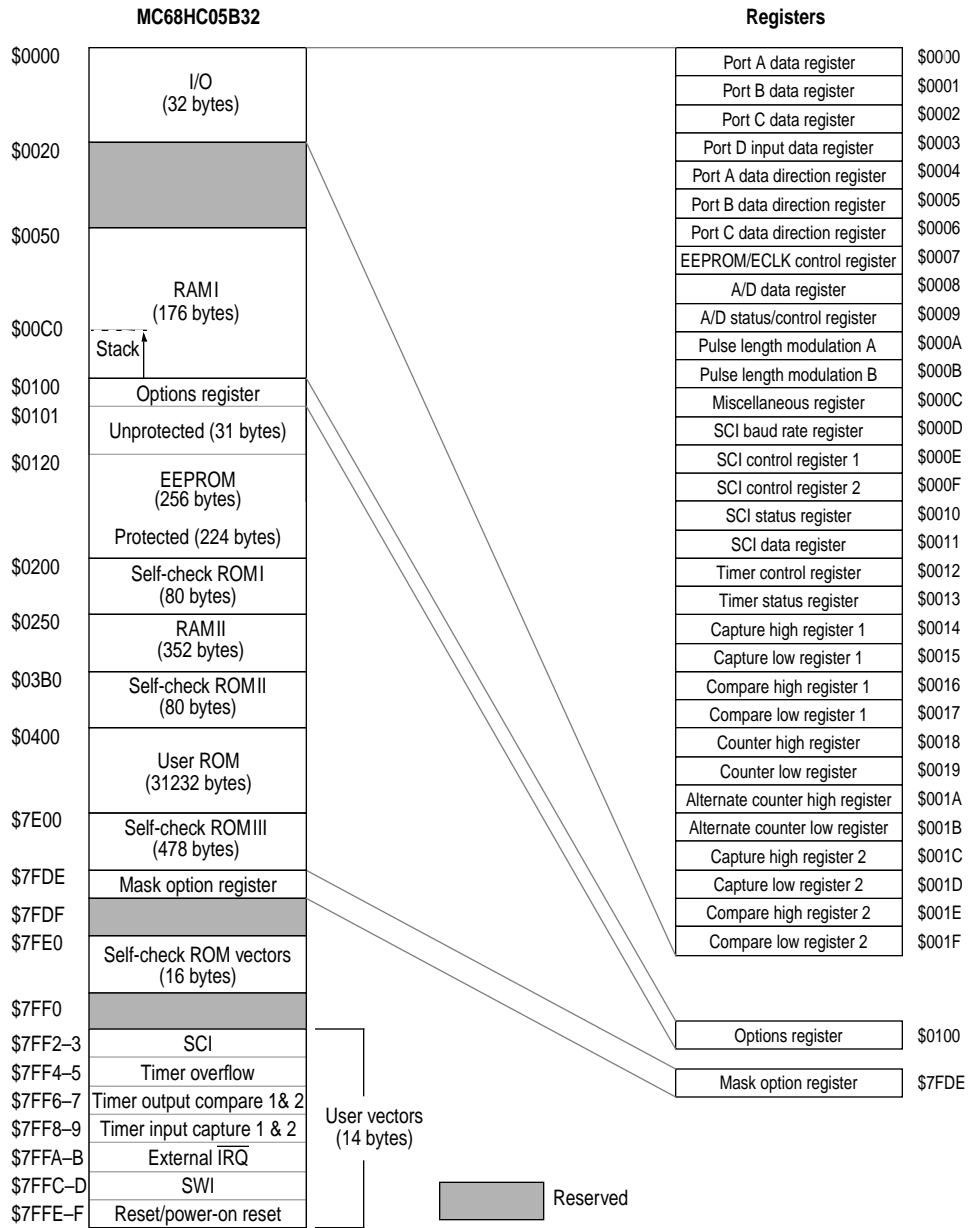 MC68HC05B32
$0000
I/O
(32 bytes)
$0020
$0050
RAMI
(176 bytes)
$00C0
Stack
$0100
Options register
$0101
Unprotected (31 bytes)
$0120
EEPROM
(256 bytes)
Protected (224 bytes)
$0200
Self-check ROMI
(80 bytes)
$0250
RAMII
(352 bytes)
$03B0
Self-check ROMII
(80 bytes)
$0400
User ROM
(31232 bytes)
$7E00
Self-check ROMIII
(478 bytes)
$7FDE
Mask option register
$7FDF
$7FE0
Self-check ROM vectors
(16 bytes)
$7FF0
$7FF2–3 SCI
$7FF4–5 Timer overflow
$7FF6–7 Timer output compare 1& 2
$7FF8–9 Timer input capture 1 & 2
$7FFA–B External IRQ
$7FFC–D SWI
$7FFE–F Reset/power-on reset
User vectors
(14 bytes)
Reserved
Registers
Port A data register $0000
Port B data register $0001
Port C data register $0002
Port D input data register $0003
Port A data direction register $0004
Port B data direction register $0005
Port C data direction register $0006
EEPROM/ECLK control register $0007
A/D data register $0008
A/D status/control register $0009
Pulse length modulation A $000A
Pulse length modulation B $000B
Miscellaneous register $000C
SCI baud rate register $000D
SCI control register 1 $000E
SCI control register 2 $000F
SCI status register $0010
SCI data register $0011
Timer control register $0012
Timer status register $0013
Capture high register 1 $0014
Capture low register 1 $0015
Compare high register 1 $0016
Compare low register 1 $0017
Counter high register $0018
Counter low register $0019
Alternate counter high register $001A
Alternate counter low register $001B
Capture high register 2 $001C
Capture low register 2 $001D
Compare high register 2 $001E
Compare low register 2 $001F
Options register $0100
Mask option register $7FDE